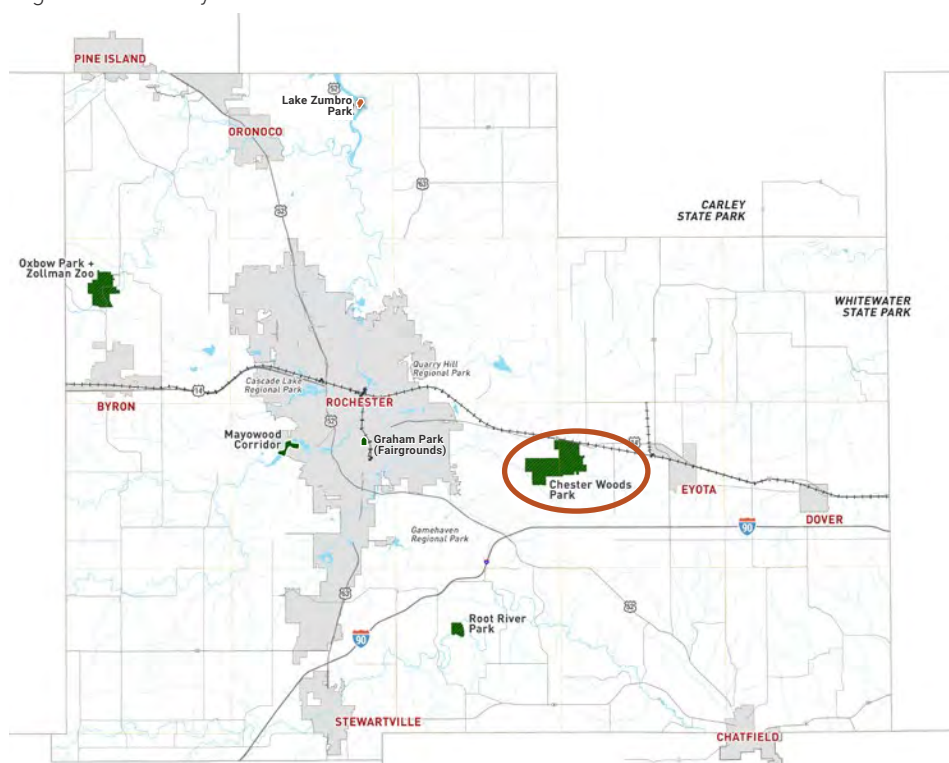 PINE ISLAND
52
Lake Zumbro
Park
ORONOCO
63
52
CARLEY
STATE PARK
Oxbow Park +
Zollman Zoo
WHITEWATER
STATE PARK
Quarry Hill
Regional Park
Cascade Lake
Regional Park
14
BYRON
ROCHESTER
52
Mayowood
Corridor
Graham Park
(Fairgrounds)
14
Chester Woods
Park
EYOTA
DOVER
90
Gamehaven
Regional Park
63
52
Root River
Park
90
STEWARTVILLE
CHATFIELD